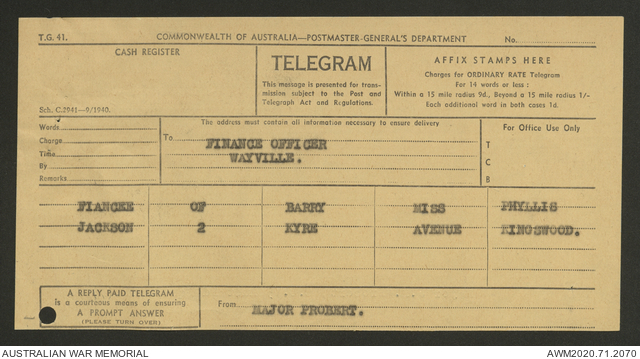 T.G. 41.
COMMONWEALTH OF AUSTRALIA—POSTMASTER-GENERAL'S DEPARTMENT
No.
CASH REGISTER
TELEGRAM
This message is presented for trans-
mission subject to the Post and
Telegraph Act and Regulations.
AFFIX STAMPS HERE
Charges for ORDINARY RATE Telegram
For 14 words or less :
Within a 15 mile radius 9d., Beyond a 15 mile radius 1/-
Each additional word in both cases 1d.
Sch. C.2941—9/1940.
Words
Charge
Time
By
Remarks
The address must contain all information necessary to ensure delivery
To
FINANCE OFFICER
WAYVILLE.
For Office Use Only
T
C
B
FIANCEE OF BARRY MISS PHYLLIS
JACKSON 2 KYRE AVENUE KINGSWOOD.
A REPLY PAID TELEGRAM
is a courteous means of ensuring
A PROMPT ANSWER
(PLEASE TURN OVER)
From
MAJOR PROBERT.
AUSTRALIAN WAR MEMORIAL
AWM2020.71.2070